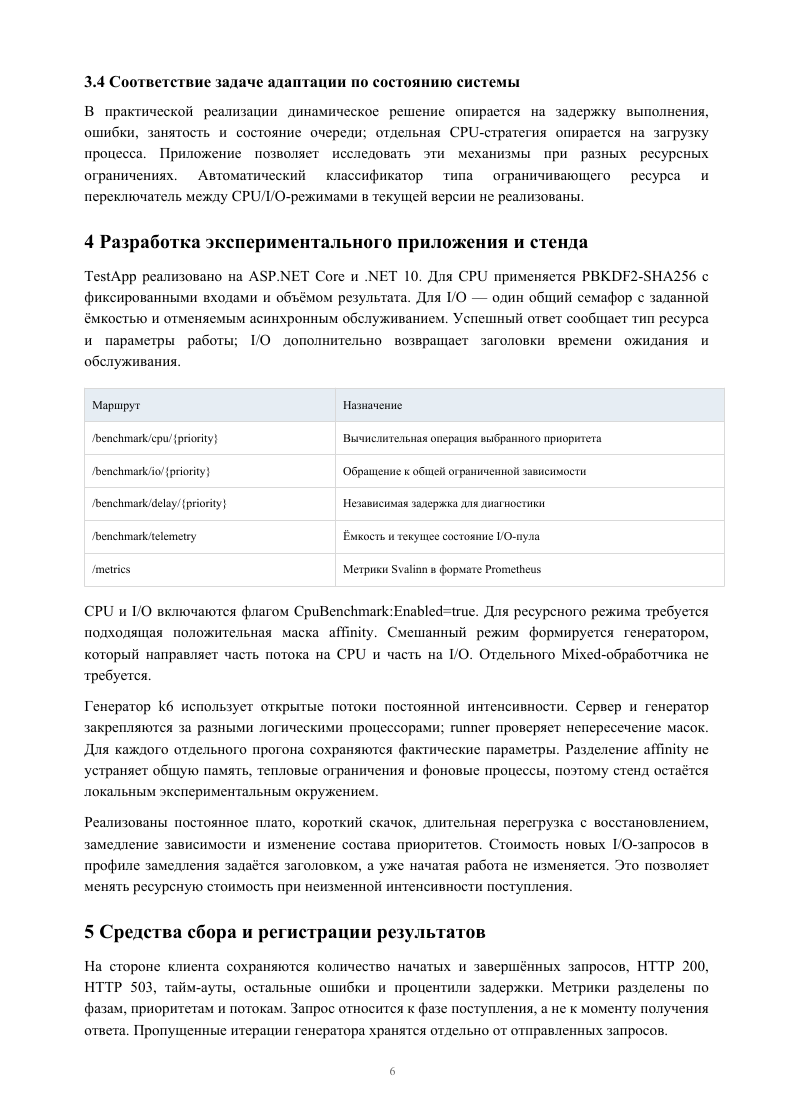 3.4 Соответствие задаче адаптации по состоянию системы
В практической реализации динамическое решение опирается на задержку выполнения,
ошибки, занятость и состояние очереди; отдельная CPU-стратегия опирается на загрузку
процесса. Приложение позволяет исследовать эти механизмы при разных ресурсных
ограничениях. Автоматический классификатор типа ограничивающего ресурса и
переключатель между CPU/I/O-режимами в текущей версии не реализованы.
4 Разработка экспериментального приложения и стенда
TestApp реализовано на ASP.NET Core и .NET 10. Для CPU применяется PBKDF2-SHA256 с
фиксированными входами и объёмом результата. Для I/O — один общий семафор с заданной
ёмкостью и отменяемым асинхронным обслуживанием. Успешный ответ сообщает тип ресурса
и параметры работы; I/O дополнительно возвращает заголовки времени ожидания и
обслуживания.
Маршрут Назначение
/benchmark/cpu/{priority} Вычислительная операция выбранного приоритета
/benchmark/io/{priority} Обращение к общей ограниченной зависимости
/benchmark/delay/{priority} Независимая задержка для диагностики
/benchmark/telemetry Ёмкость и текущее состояние I/O-пула
/metrics Метрики Svalinn в формате Prometheus
CPU и I/O включаются флагом CpuBenchmark:Enabled=true. Для ресурсного режима требуется
подходящая положительная маска affinity. Смешанный режим формируется генератором,
который направляет часть потока на CPU и часть на I/O. Отдельного Mixed-обработчика не
требуется.
Генератор k6 использует открытые потоки постоянной интенсивности. Сервер и генератор
закрепляются за разными логическими процессорами; runner проверяет непересечение масок.
Для каждого отдельного прогона сохраняются фактические параметры. Разделение affinity не
устраняет общую память, тепловые ограничения и фоновые процессы, поэтому стенд остаётся
локальным экспериментальным окружением.
Реализованы постоянное плато, короткий скачок, длительная перегрузка с восстановлением,
замедление зависимости и изменение состава приоритетов. Стоимость новых I/O-запросов в
профиле замедления задаётся заголовком, а уже начатая работа не изменяется. Это позволяет
менять ресурсную стоимость при неизменной интенсивности поступления.
5 Средства сбора и регистрации результатов
На стороне клиента сохраняются количество начатых и завершённых запросов, HTTP 200,
HTTP 503, тайм-ауты, остальные ошибки и процентили задержки. Метрики разделены по
фазам, приоритетам и потокам. Запрос относится к фазе поступления, а не к моменту получения
ответа. Пропущенные итерации генератора хранятся отдельно от отправленных запросов.
6